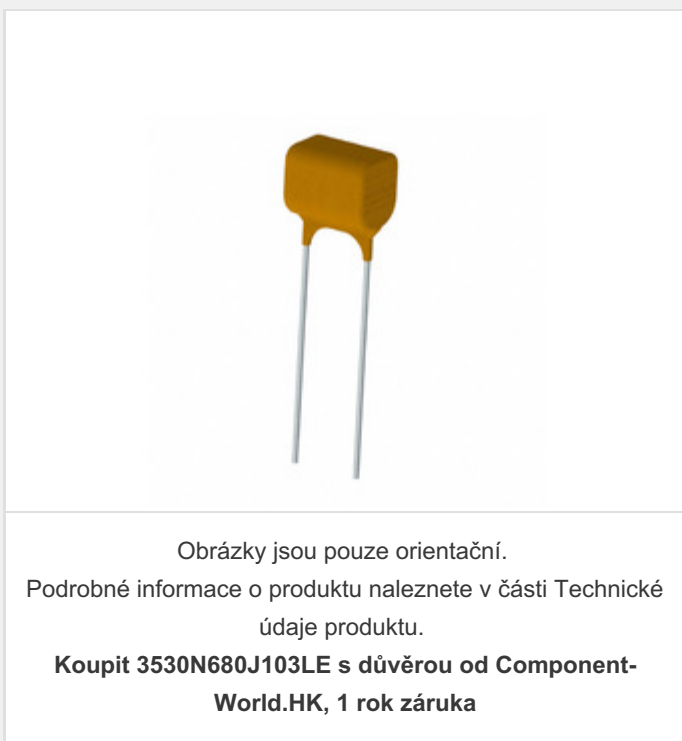 Obrázky jsou pouze orientační.
Podrobné informace o produktu naleznete v části Technické
údaje produktu.
Koupit 3530N680J103LE s důvěrou od Component-
World.HK, 1 rok záruka